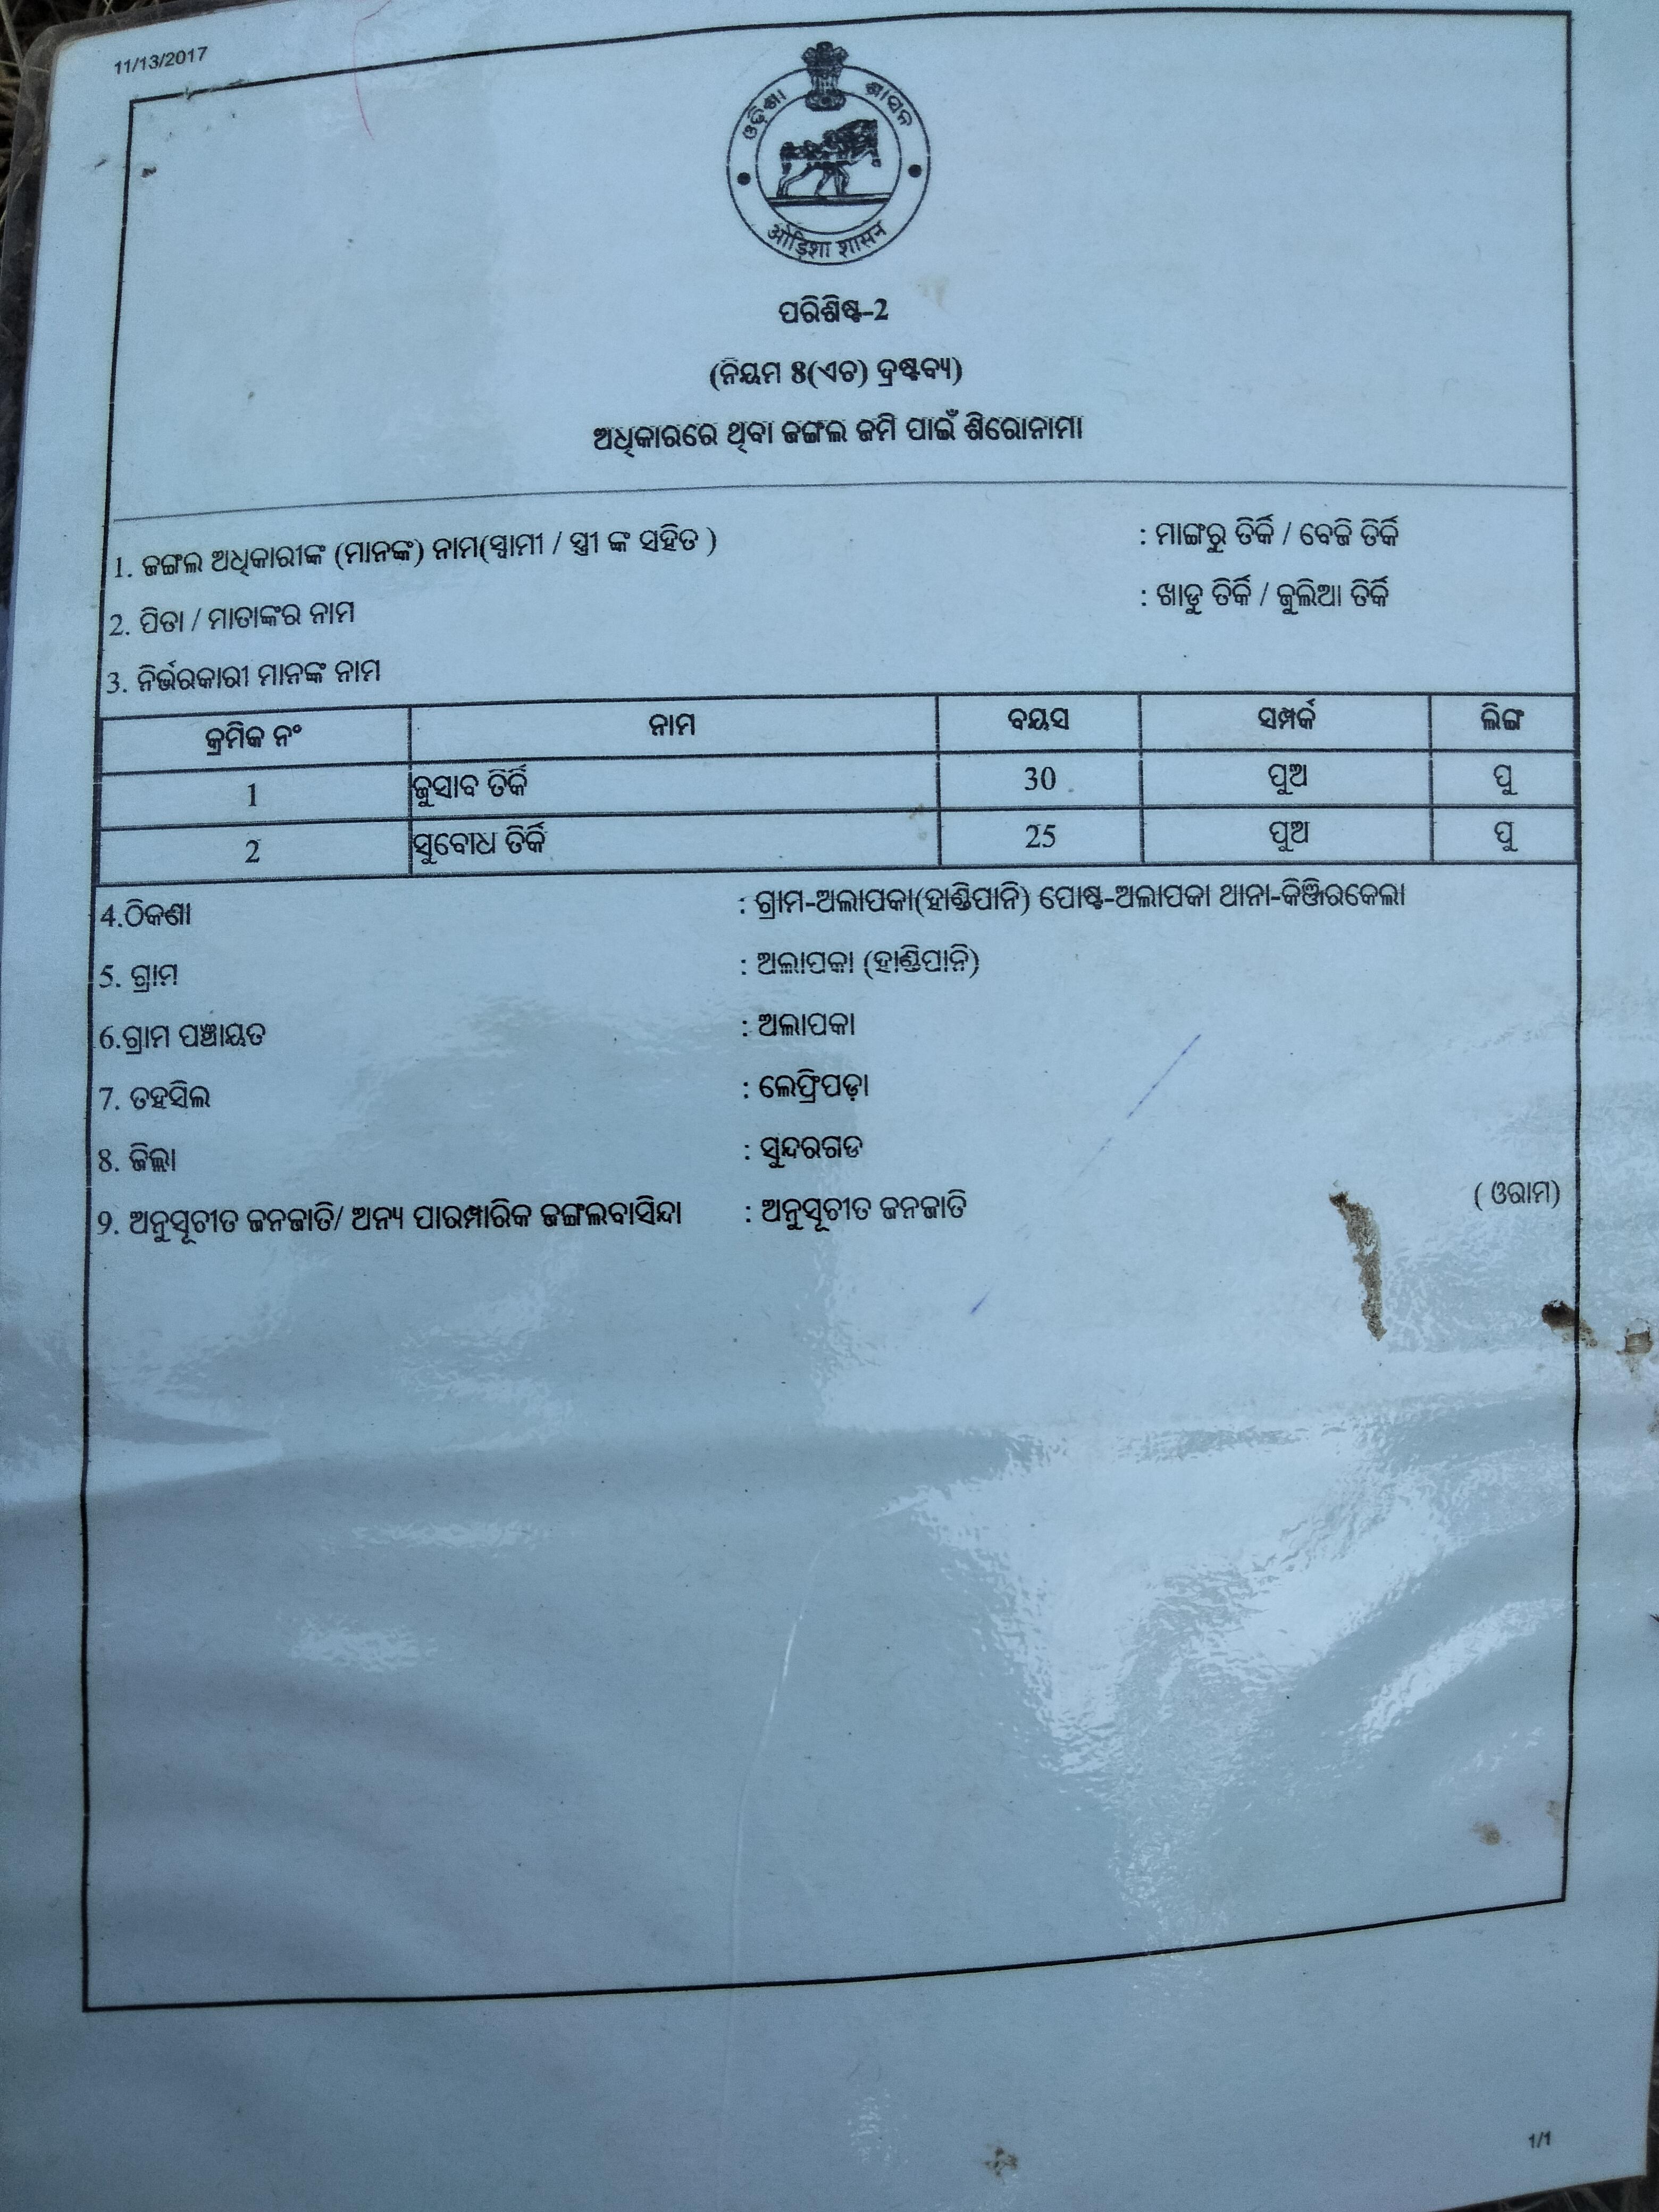 11/13/2017
ଓଡ଼ିଶା ଶାସନ
ओड़िशा शासन
ପରିଶିଷ୍ଟ-2
(ନିୟମ ୫(ଏଚ) ଦ୍ରଷ୍ଟବ୍ୟ)
ଅଧିକାରରେ ଥିବା ଜଙ୍ଗଲ ଜମି ପାଇଁ ଶିରୋନାମା
1. ଜଙ୍ଗଲ ଅଧିକାରୀଙ୍କ (ମାନଙ୍କ) ନାମ(ସ୍ଵାମୀ / ସ୍ତ୍ରୀ ଙ୍କ ସହିତ ) : ମାଙ୍ଗରୁ ତିର୍କି / ବେଜି ତିର୍କି
2. ପିତା / ମାତାଙ୍କର ନାମ : ଖାଡୁ ତିର୍କି / ଜୁଲିଆ ତିର୍କି
3. ନିର୍ଭରକାରୀ ମାନଙ୍କ ନାମ
କ୍ରମିକ ନଂ ନାମ ବୟସ ସମ୍ପର୍କ ଲିଙ୍ଗ
1 ଜୁସାବ ତିର୍କି 30 ପୁଅ ପୁ
2 ସୁବୋଧ ତିର୍କି 25 ପୁଅ ପୁ
4.ଠିକଣା : ଗ୍ରାମ-ଅଲାପକା(ହାଣ୍ଡିପାନି) ପୋଷ୍ଟ-ଅଲାପକା ଥାନା-କିଞ୍ଜିରକେଲା
5. ଗ୍ରାମ : ଅଲାପକା (ହାଣ୍ଡିପାନି)
6.ଗ୍ରାମ ପଞ୍ଚାୟତ : ଅଲାପକା
7. ତହସିଲ : ଲେଫ୍ରିପଡ଼ା
8. ଜିଲ୍ଲା : ସୁନ୍ଦରଗଡ
9. ଅନୁସୂଚୀତ ଜନଜାତି/ ଅନ୍ୟ ପାରମ୍ପାରିକ ଜଙ୍ଗଲବାସିନ୍ଦା : ଅନୁସୂଚୀତ ଜନଜାତି ( ଓରାମ)
1/1